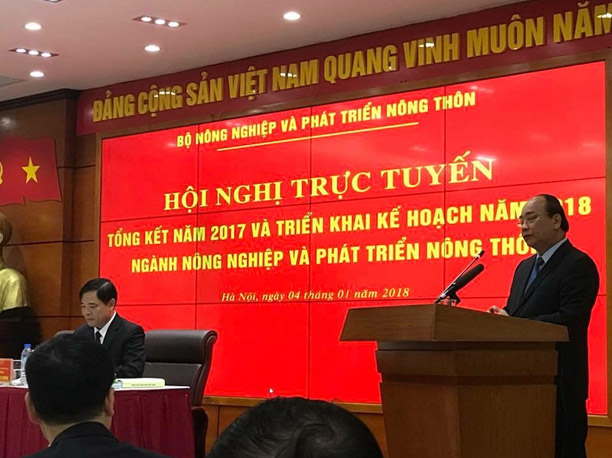 ĐẢNG CỘNG SẢN VIỆT NAM QUANG VINH MUÔN NĂM
BỘ NÔNG NGHIỆP VÀ PHÁT TRIỂN NÔNG THÔN
HỘI NGHỊ TRỰC TUYẾN
TỔNG KẾT NĂM 2017 VÀ TRIỂN KHAI KẾ HOẠCH NĂM 2018
NGÀNH NÔNG NGHIỆP VÀ PHÁT TRIỂN NÔNG THÔN
Hà Nội, ngày 04 tháng 01 năm 2018